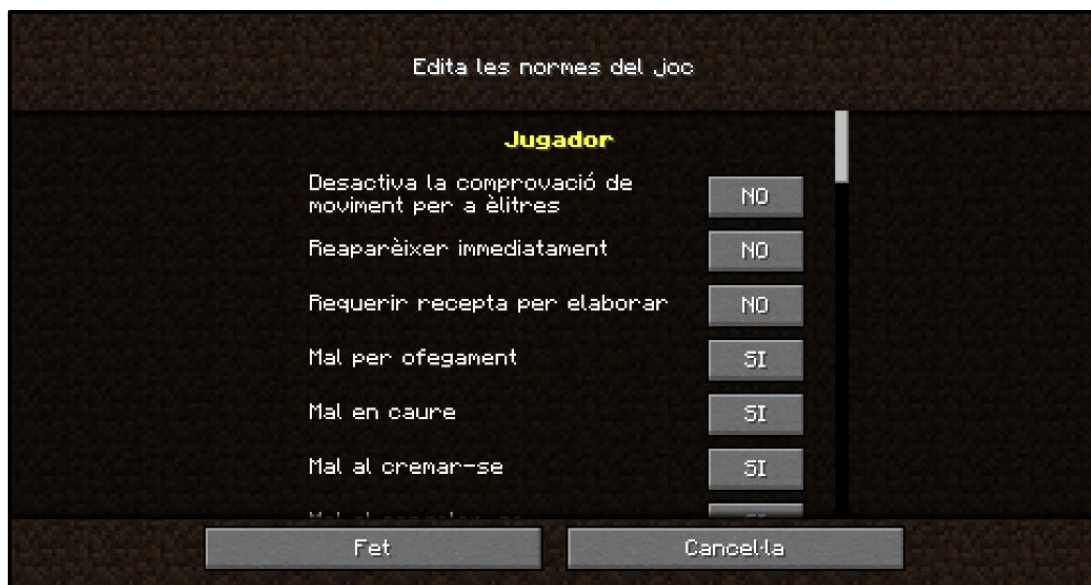 Edita les normes del joc
Jugador
Desactiva la comprovació de
moviment per a èlitres
NO
Reaparèixer immediatament
NO
Requerir recepta per elaborar
NO
Mal per ofegament
SI
Mal en caure
SI
Mal al cremar-se
SI
Fet
Cancel·la